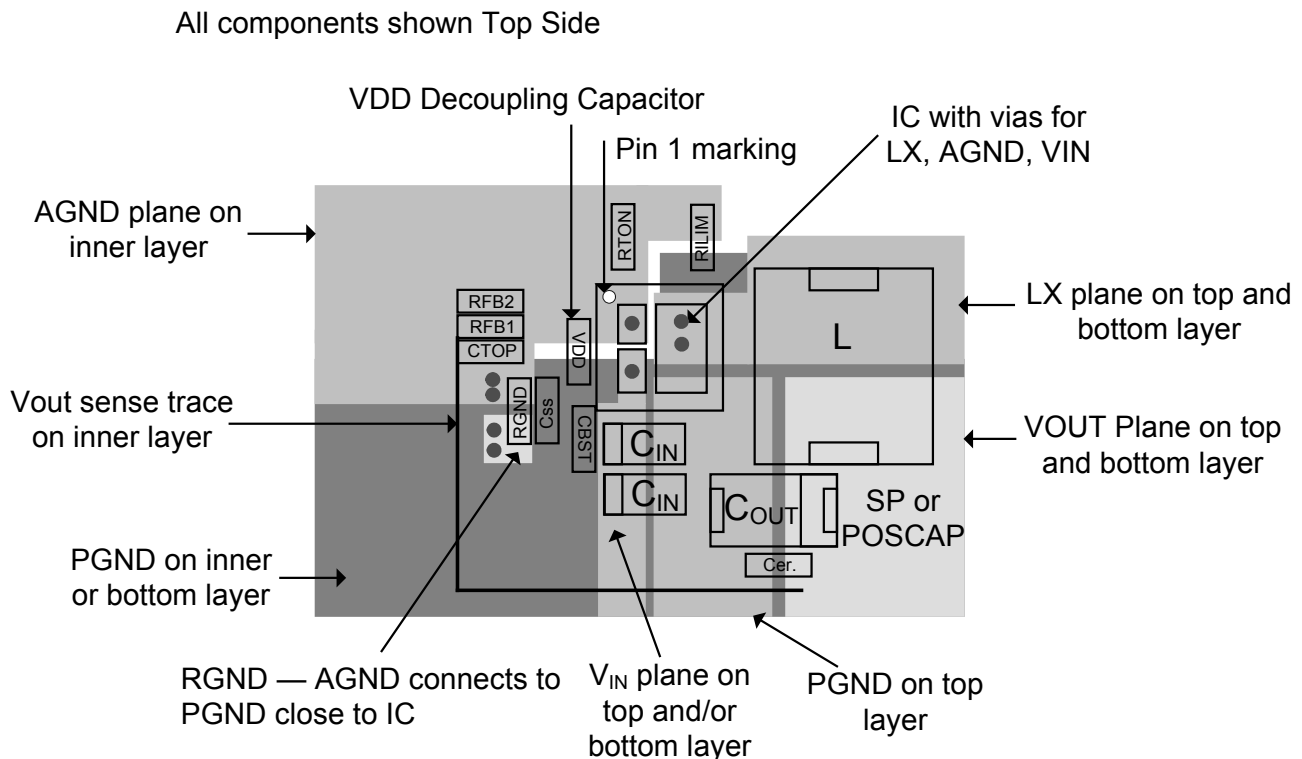 All components shown Top Side
VDD Decoupling Capacitor
Pin 1 marking
IC with vias for
LX, AGND, VIN
AGND plane on
inner layer
RTON
RILIM
RFB2
RFB1
CTOP
VDD
L
LX plane on top and
bottom layer
Vout sense trace
on inner layer
RGND
Css
CBST
CIN
CIN
VOUT Plane on top
and bottom layer
COUT
SP or
POSCAP
Cer.
PGND on inner
or bottom layer
RGND — AGND connects to
PGND close to IC
VIN plane on
top and/or
bottom layer
PGND on top
layer